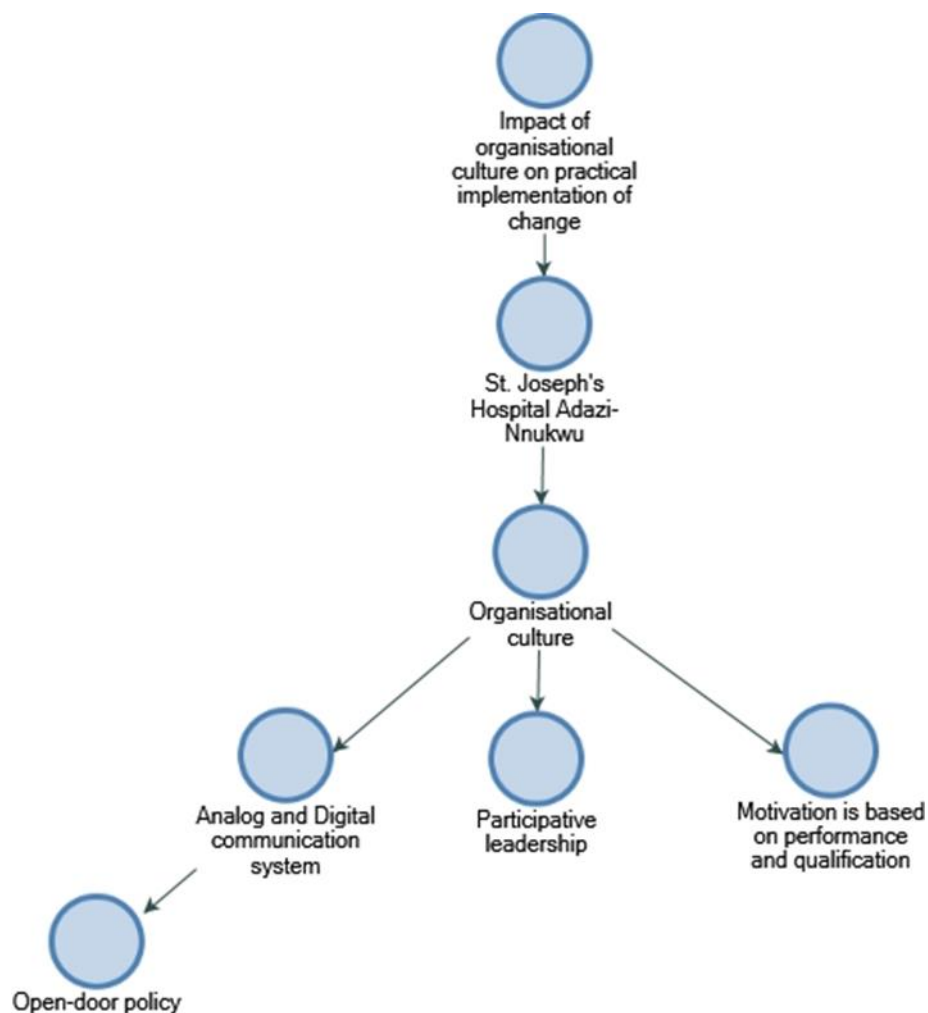 Impact of
organisational
culture on practical
implementation of
change
St. Joseph's
Hospital Adazi-
Nnukwu
Organisational
culture
Analog and Digital
communication
system
Participative
leadership
Motivation is based
on performance
and qualification
Open-door policy